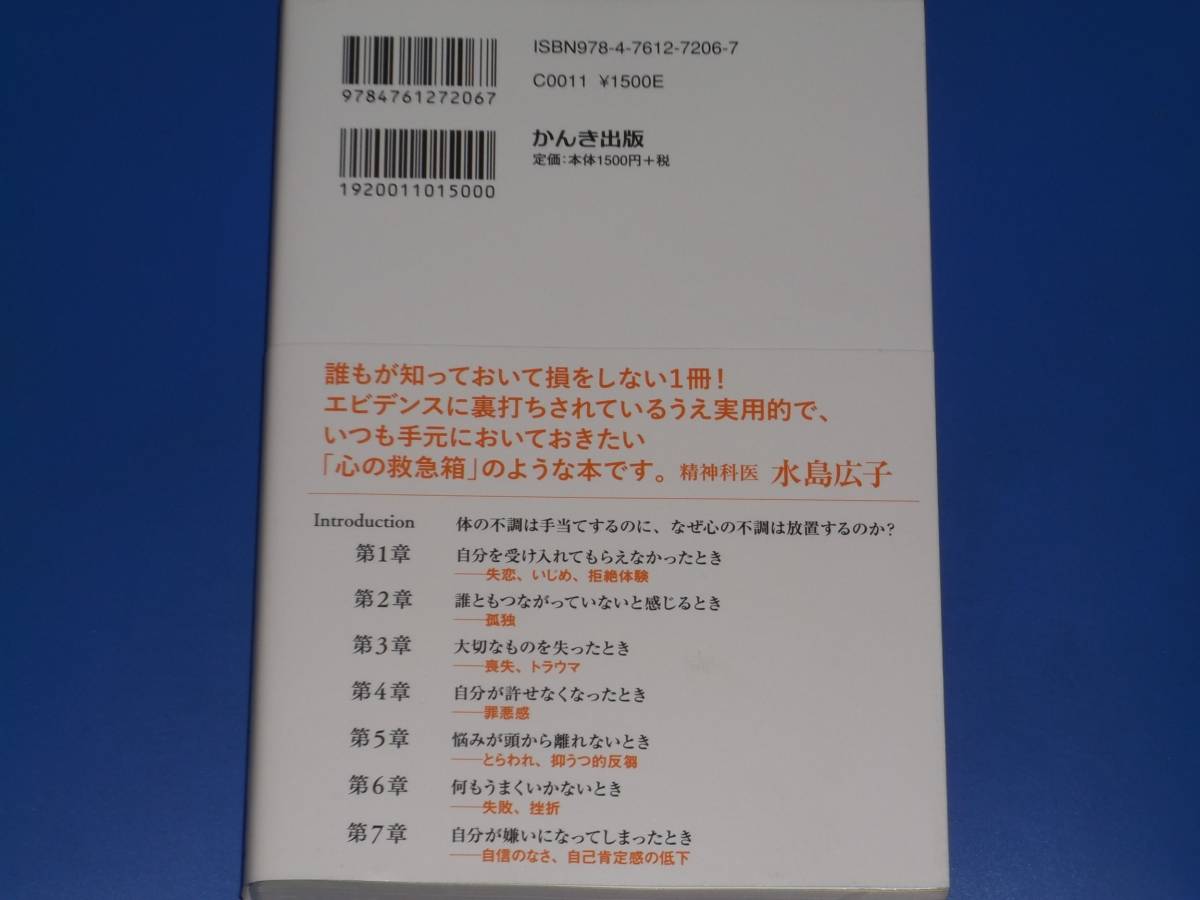 ISBN978-4-7612-7206-7
C0011 ¥1500E
9784761272067
かんき出版
定価：本体1500円＋税
1920011015000
誰もが知っておいて損をしない1冊！
エビデンスに裏打ちされているうえ実用的で、
いつも手元においておきたい
「心の救急箱」のような本です。 精神科医 水島広子
Introduction 体の不調は手当てするのに、なぜ心の不調は放置するのか？
第1章 自分を受け入れてもらえなかったとき
――失恋、いじめ、拒絶体験
第2章 誰ともつながっていないと感じるとき
――孤独
第3章 大切なものを失ったとき
――喪失、トラウマ
第4章 自分が許せなくなったとき
――罪悪感
第5章 悩みが頭から離れないとき
――とらわれ、抑うつ的反芻
第6章 何もうまくいかないとき
――失敗、挫折
第7章 自分が嫌いになってしまったとき
――自信のなさ、自己肯定感の低下